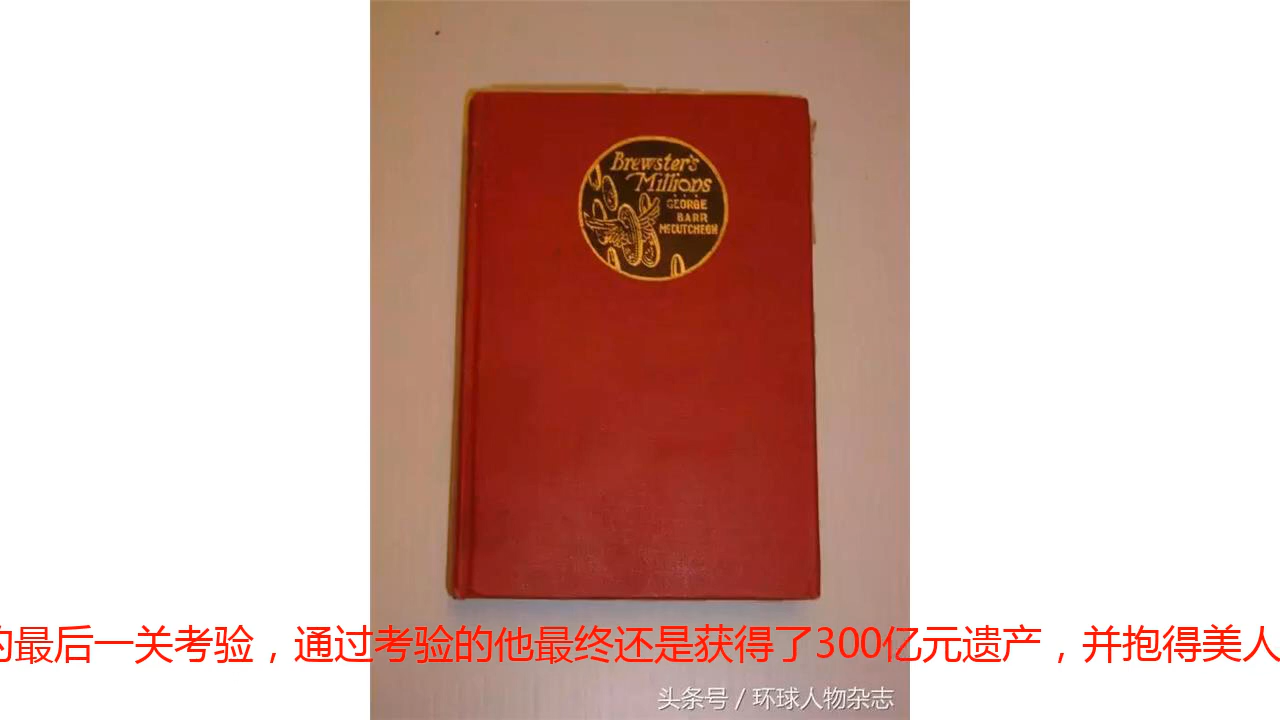 Brewster's
Millions
GEORGE
BARR
McCUTCHEON
的最后一关考验，通过考验的他最终还是获得了300亿元遗产，并抱得美人
头条号 / 环球人物杂志